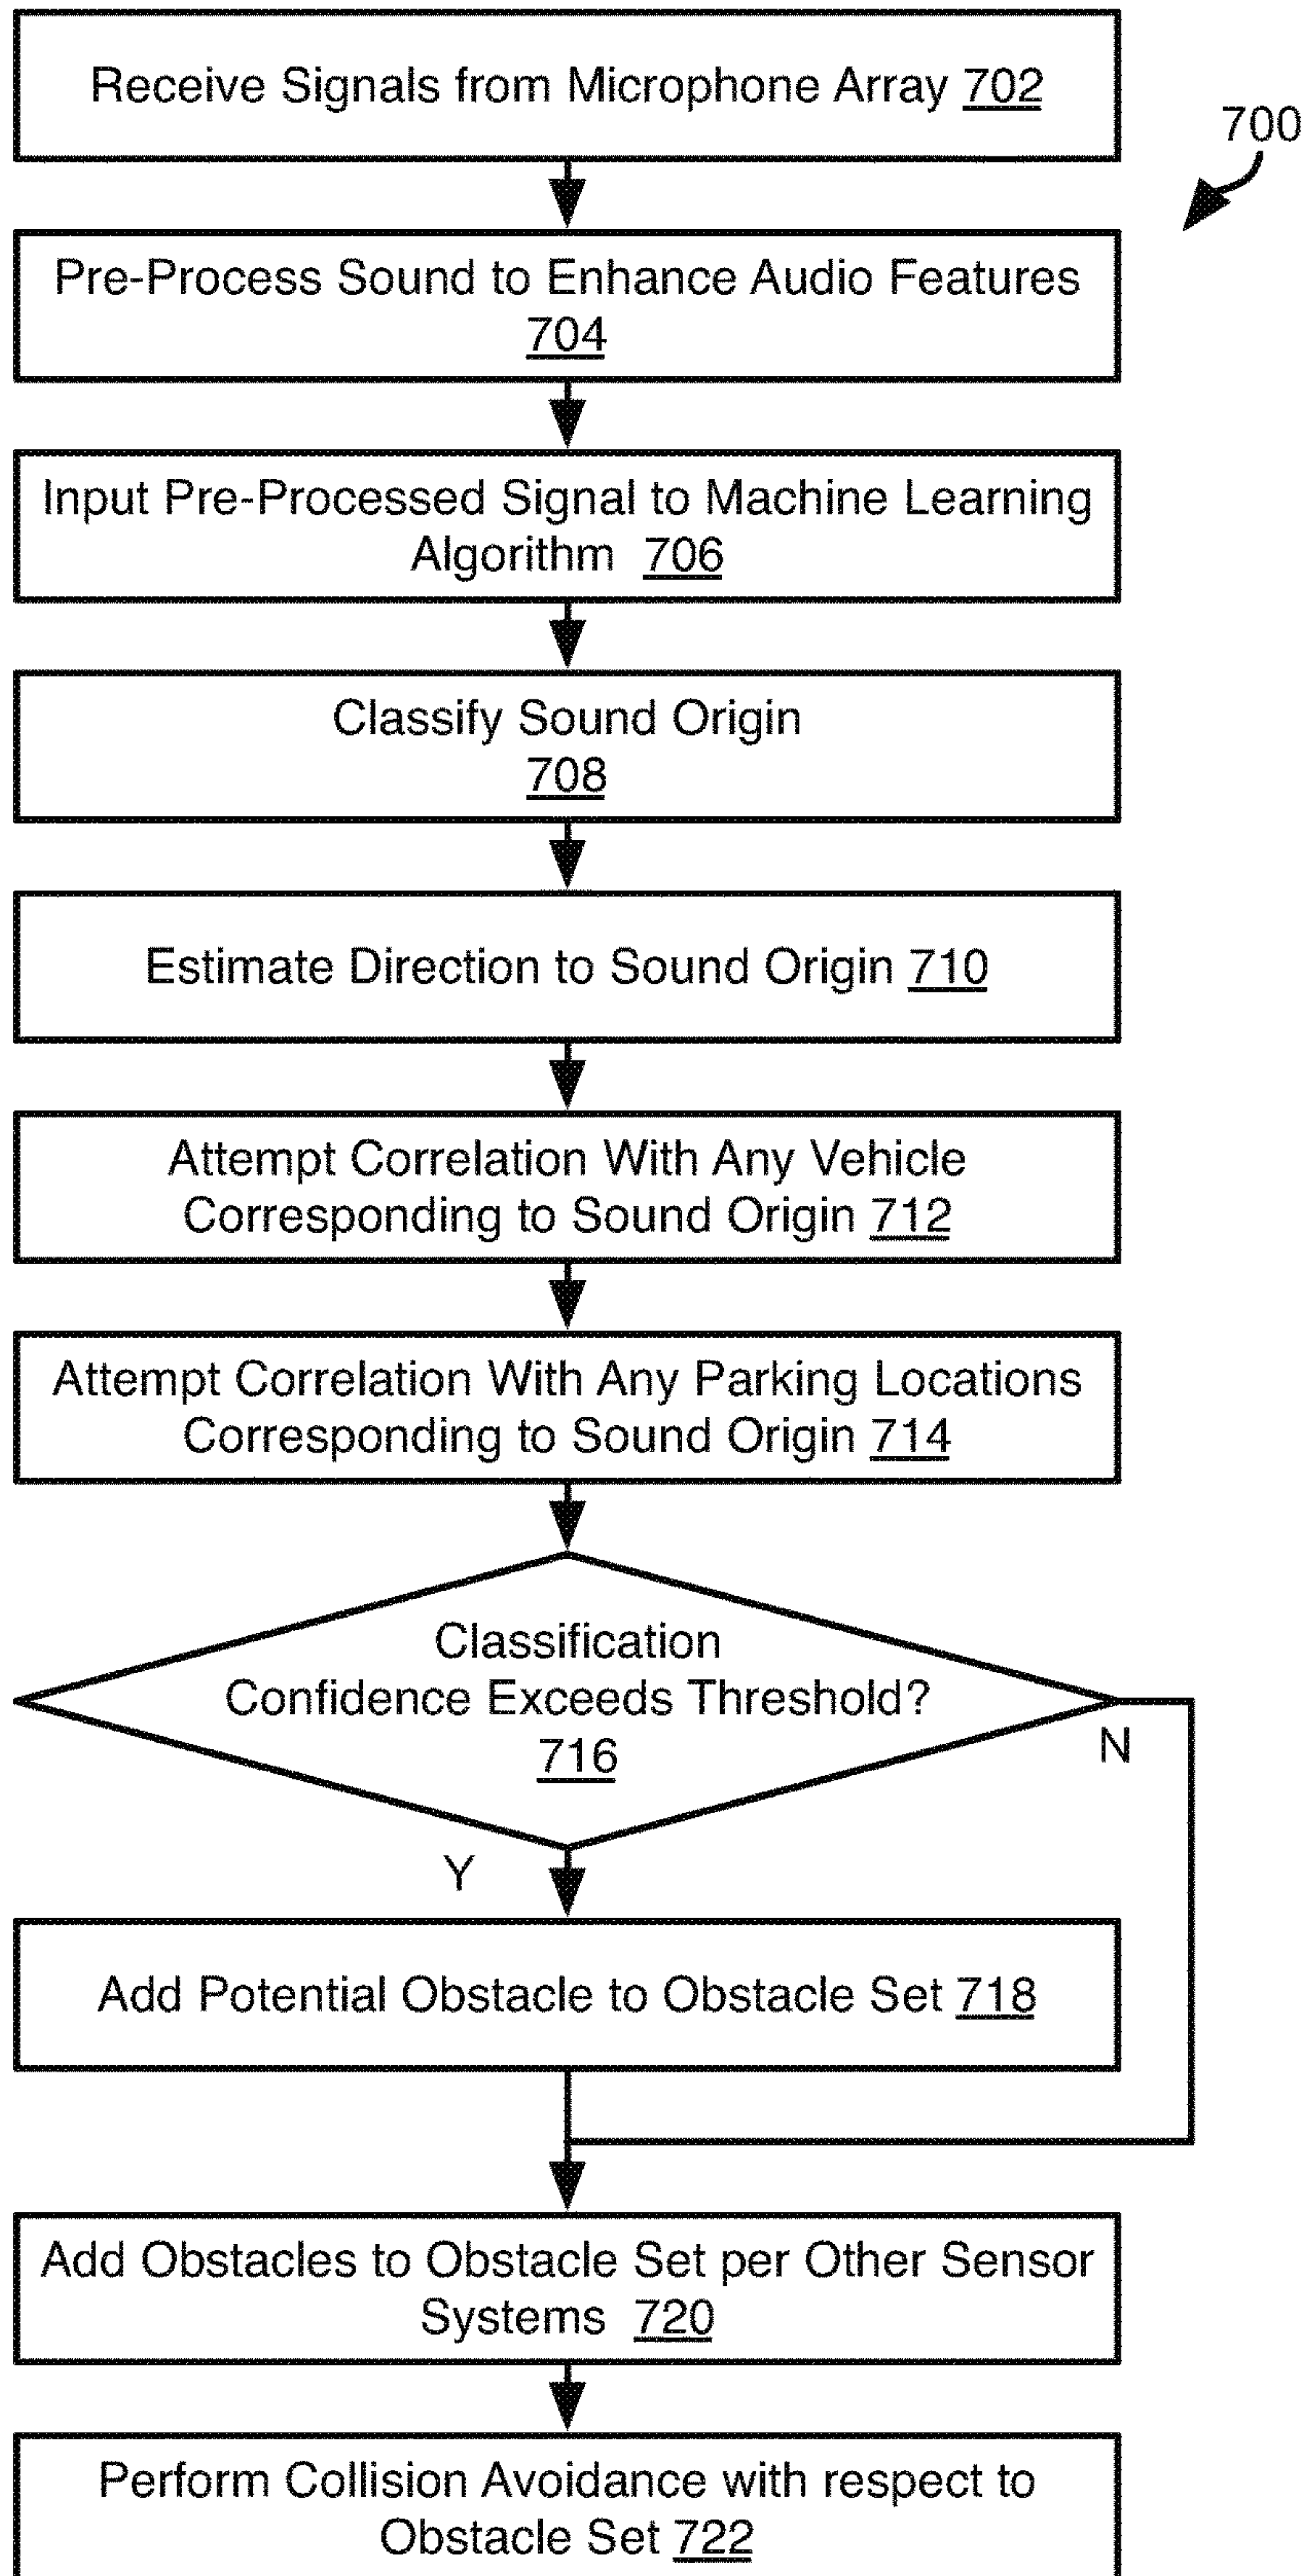 Receive Signals from Microphone Array 702
700
Pre-Process Sound to Enhance Audio Features
704
Input Pre-Processed Signal to Machine Learning
Algorithm 706
Classify Sound Origin
708
Estimate Direction to Sound Origin 710
Attempt Correlation With Any Vehicle
Corresponding to Sound Origin 712
Attempt Correlation With Any Parking Locations
Corresponding to Sound Origin 714
Classification
Confidence Exceeds Threshold?
716
N
Y
Add Potential Obstacle to Obstacle Set 718
Add Obstacles to Obstacle Set per Other Sensor
Systems 720
Perform Collision Avoidance with respect to
Obstacle Set 722